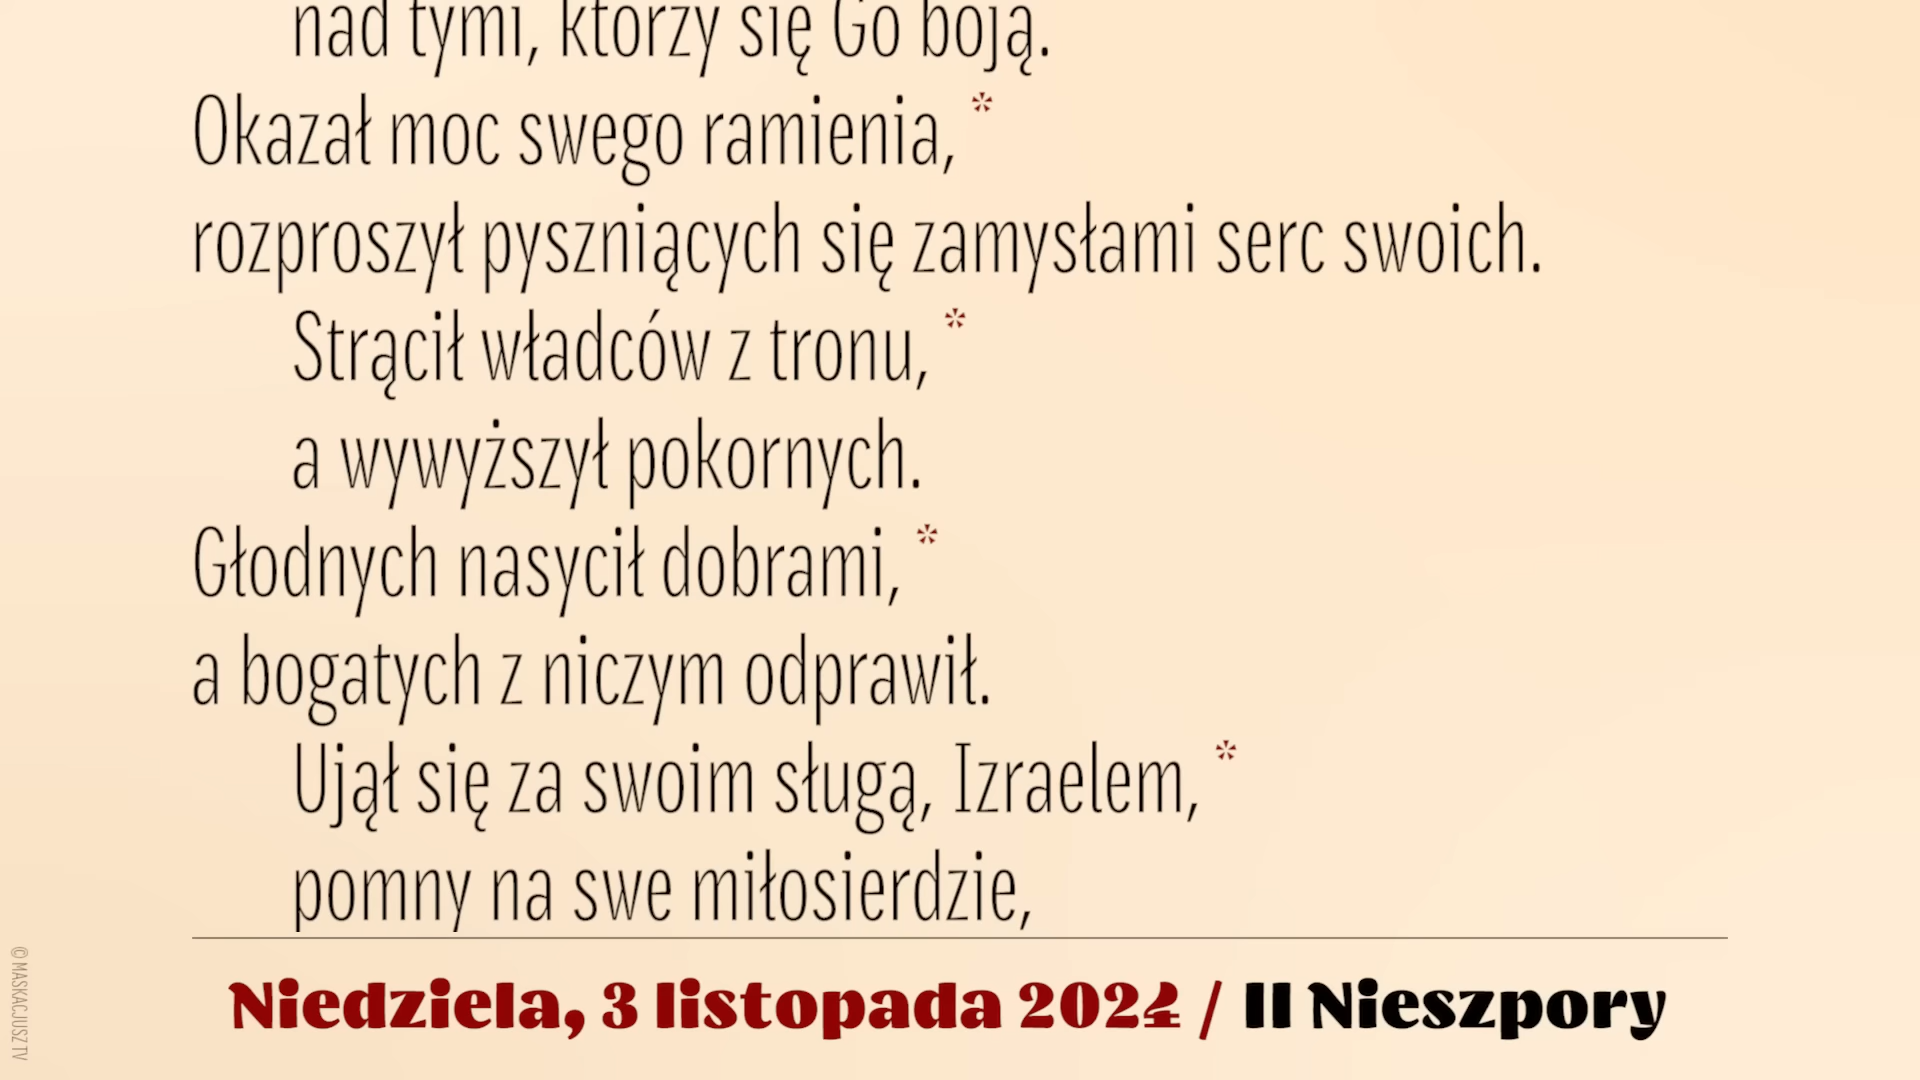 nad tymi, którzy się Go boją.
Okazał moc swego ramienia, *
rozproszył pyszniących się zamysłami serc swoich.
Strącił władców z tronu, *
a wywyższył pokornych.
Głodnych nasycił dobrami, *
a bogatych z niczym odprawił.
Ujął się za swoim sługą, Izraelem, *
pomny na swe miłosierdzie,
Niedziela, 3 listopada 2024 / II Nieszpory
© MASKACJUSZ TV